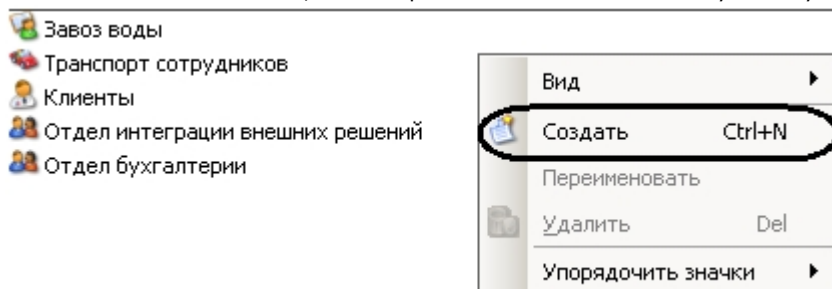 Завоз воды
Транспорт сотрудников
Клиенты
Отдел интеграции внешних решений
Отдел бухгалтерии
Вид
Создать Ctrl+N
Переименовать
Удалить Del
Упорядочить значки